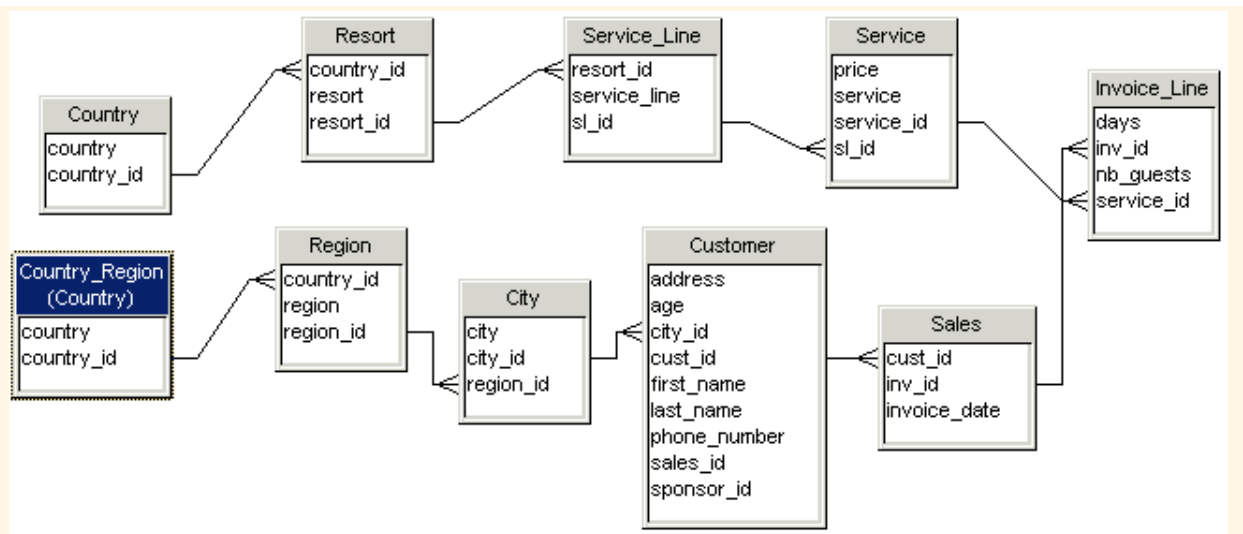 Resort
country_id
resort
resort_id
Service_Line
resort_id
service_line
sl_id
Service
price
service
service_id
sl_id
Invoice_Line
days
inv_id
nb_guests
service_id
Country
country
country_id
Country_Region
(Country)
country
country_id
Region
country_id
region
region_id
City
city
city_id
region_id
Customer
address
age
city_id
cust_id
first_name
last_name
phone_number
sales_id
sponsor_id
Sales
cust_id
inv_id
invoice_date